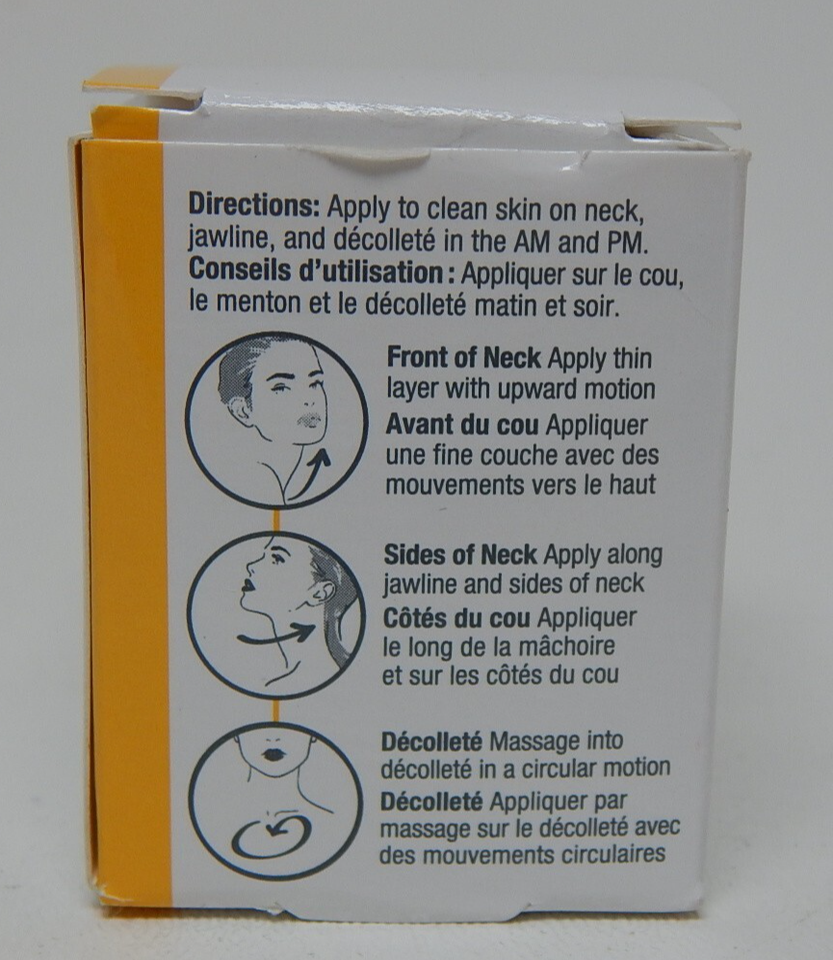 Directions: Apply to clean skin on neck,
jawline, and décolleté in the AM and PM.
Conseils d'utilisation : Appliquer sur le cou,
le menton et le décolleté matin et soir.
Front of Neck Apply thin
layer with upward motion
Avant du cou Appliquer
une fine couche avec des
mouvements vers le haut
Sides of Neck Apply along
jawline and sides of neck
Côtés du cou Appliquer
le long de la mâchoire
et sur les côtés du cou
Décolleté Massage into
décolleté in a circular motion
Décolleté Appliquer par
massage sur le décolleté avec
des mouvements circulaires